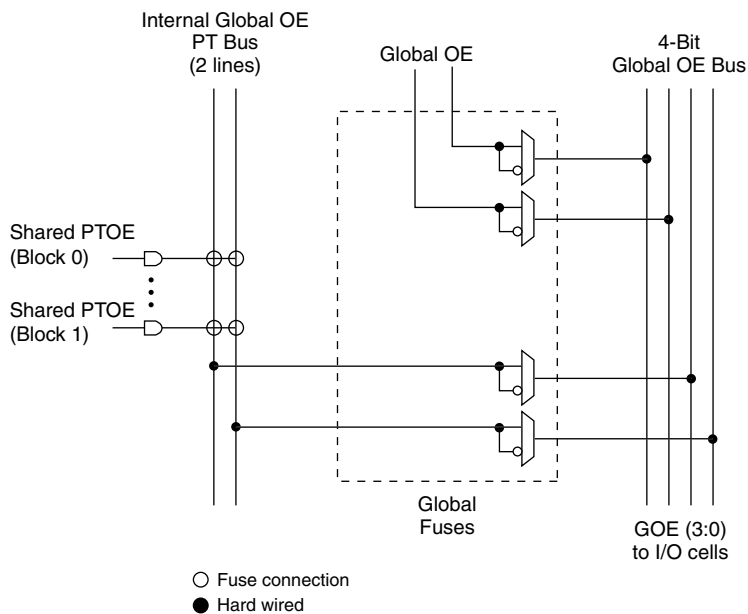 Internal Global OE
PT Bus
(2 lines)
Global OE
4-Bit
Global OE Bus
Shared PTOE
(Block 0)
Shared PTOE
(Block 1)
Global
Fuses
GOE (3:0)
to I/O cells
Fuse connection
Hard wired